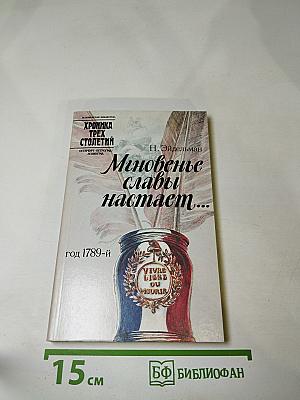 ХРОНИКА
ТРЕХ
СТОЛЕТИЙ
Н. Эйдельман
Мгновенье
славы
настает...
год 1789-й
VIVRE
LIBRE
OU
MOURIR
15 см
БФ БИБЛИОФАН